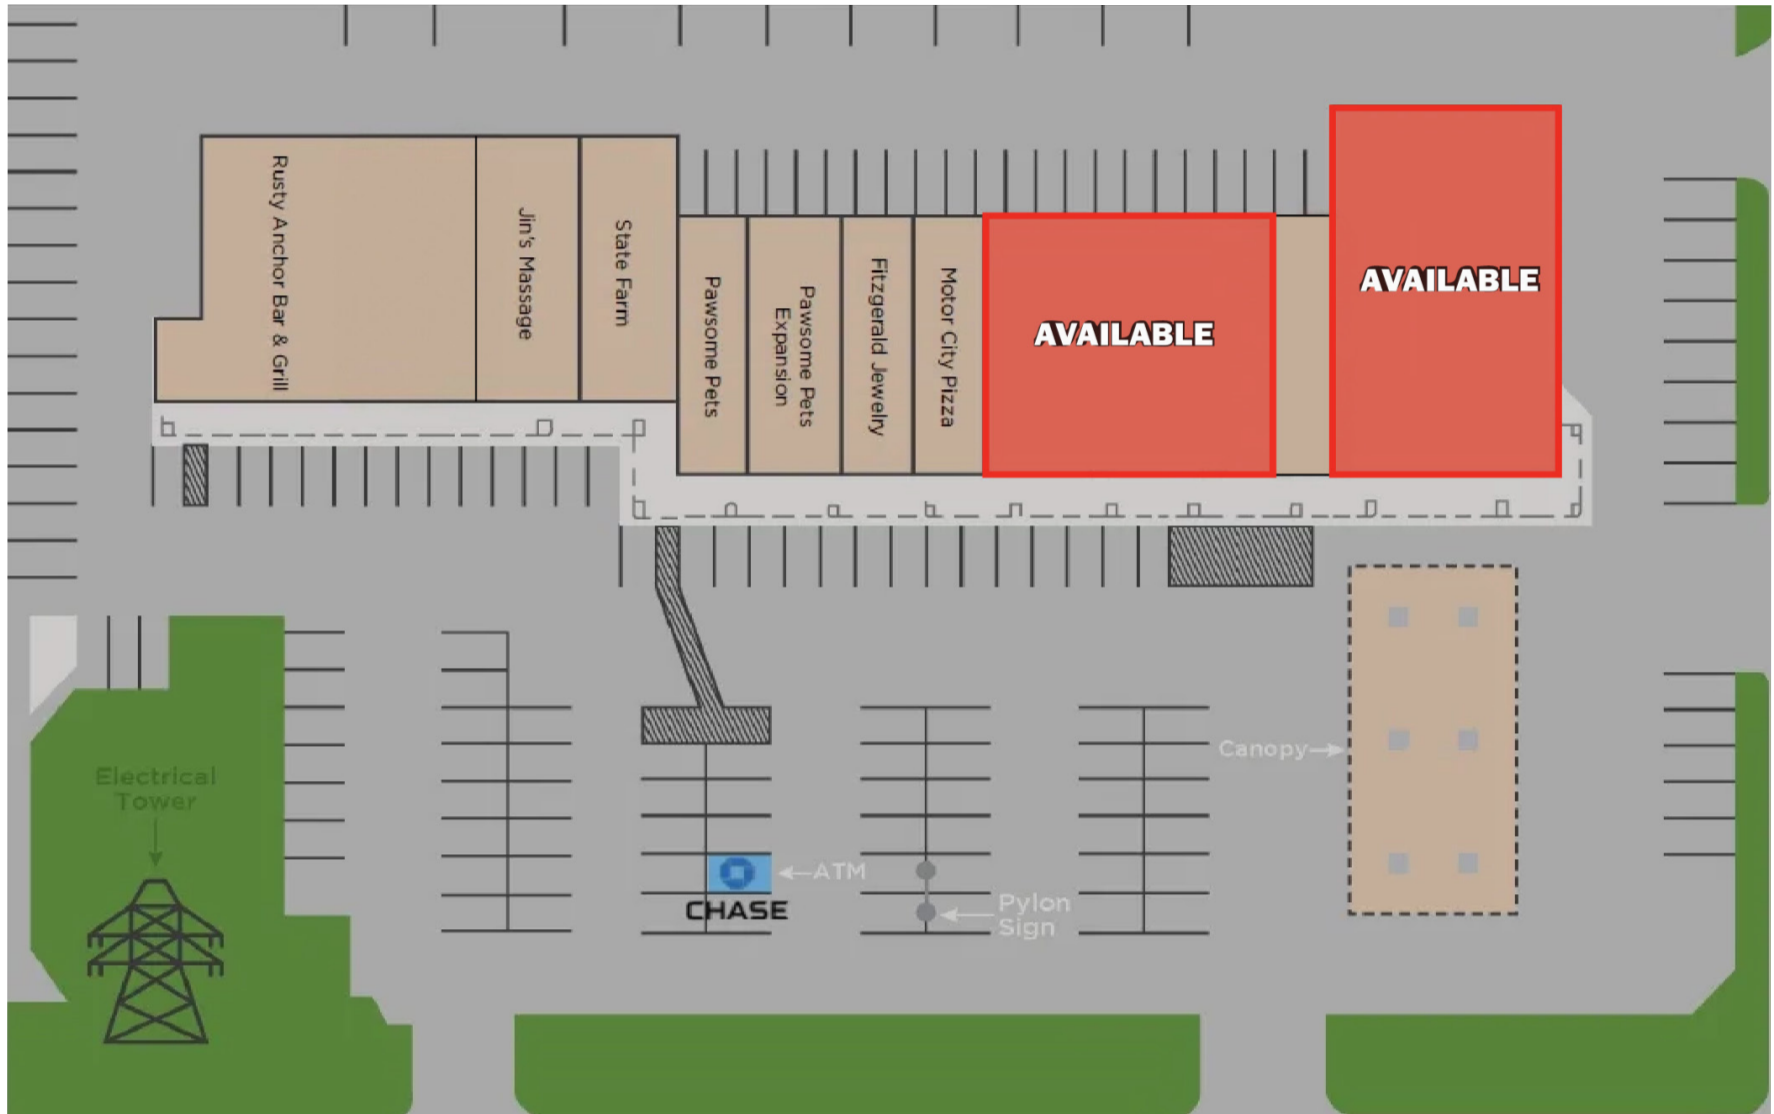 Rusty Anchor Bar & Grill
Jin's Massage
State Farm
Pawsome Pets
Pawsome Pets
Expansion
Fitzgerald Jewelry
Motor City Pizza
AVAILABLE
AVAILABLE
Electrical
Tower
CHASE
ATM
Pylon
Sign
Canopy